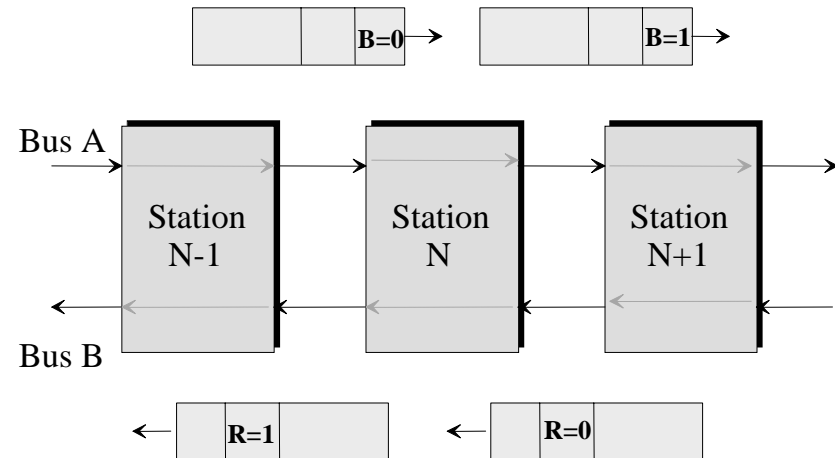 B=0 B=1
Bus A
Station Station Station
N-1 N N+1
Bus B
R=1 R=0